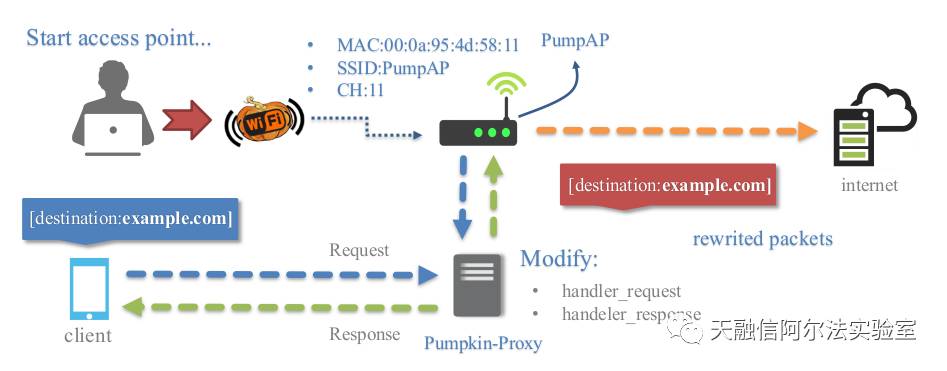 Start access point...
• MAC:00:0a:95:4d:58:11
• SSID:PumpAP
• CH:11
PumpAP
WiFi
[destination:example.com]
internet
[destination:example.com]
rewrited packets
Request
Modify:
• handler_request
• handeler_response
client
Response
Pumpkin-Proxy
天融信阿尔法实验室